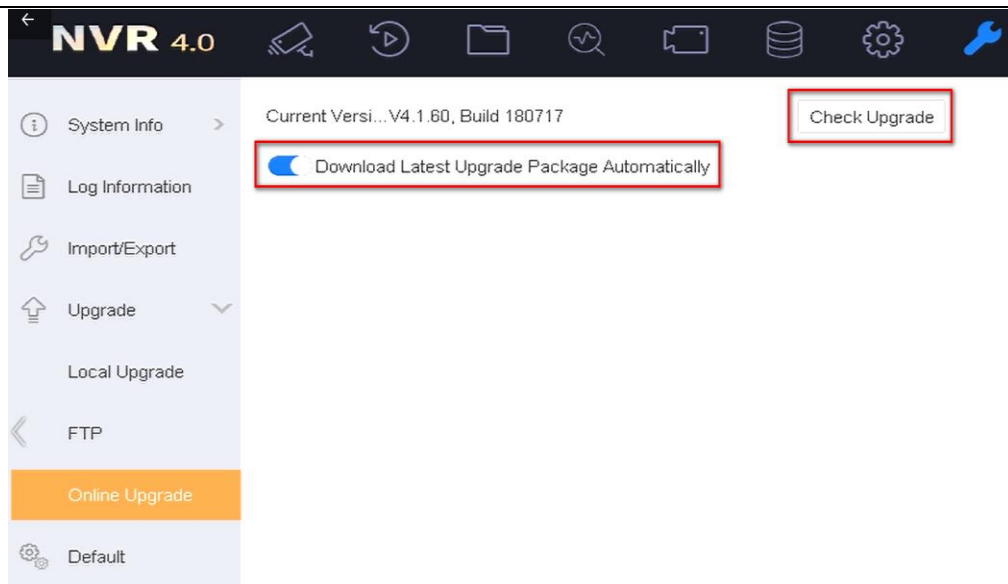 NVR 4.0
System Info
Log Information
Import/Export
Upgrade
Local Upgrade
FTP
Online Upgrade
Default
Current Versi...V4.1.60, Build 180717
Check Upgrade
Download Latest Upgrade Package Automatically